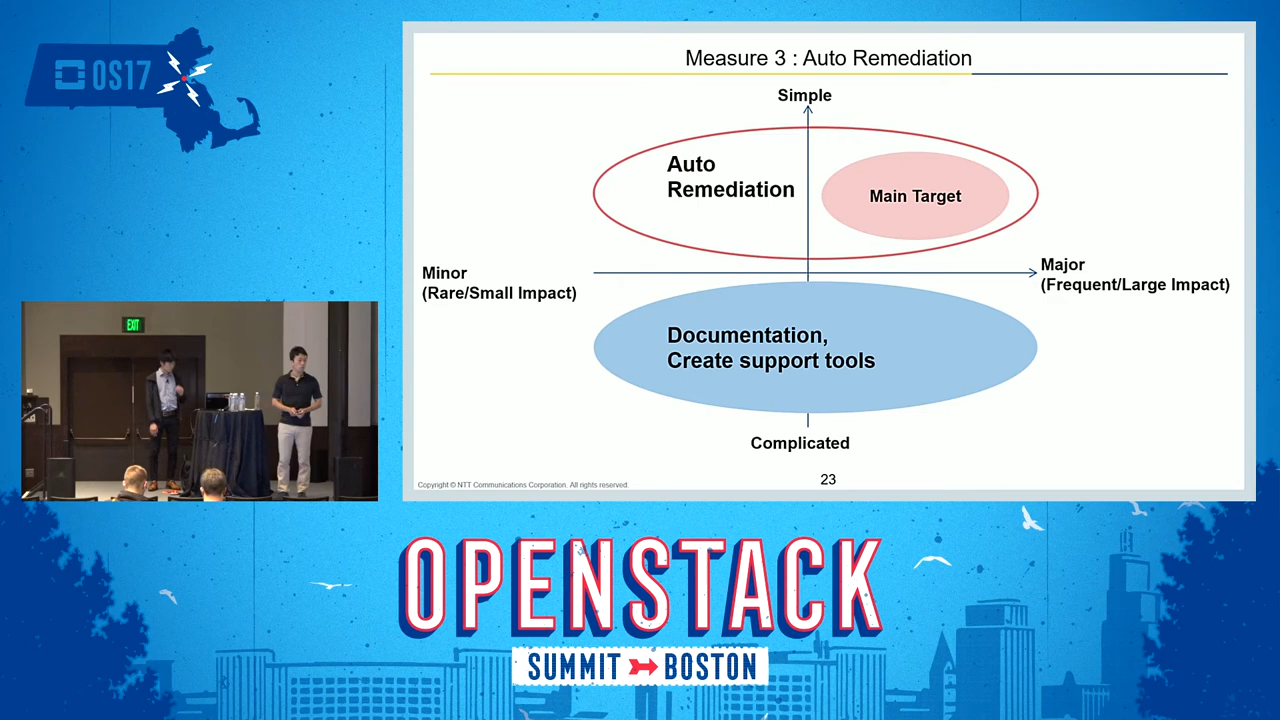 OS17
Measure 3 : Auto Remediation
Simple
Auto
Remediation
Main Target
Minor
(Rare/Small Impact)
Major
(Frequent/Large Impact)
Documentation,
Create support tools
Complicated
Copyright © NTT Communications Corporation. All rights reserved.
23
EXIT
OPENSTACK
SUMMIT BOSTON